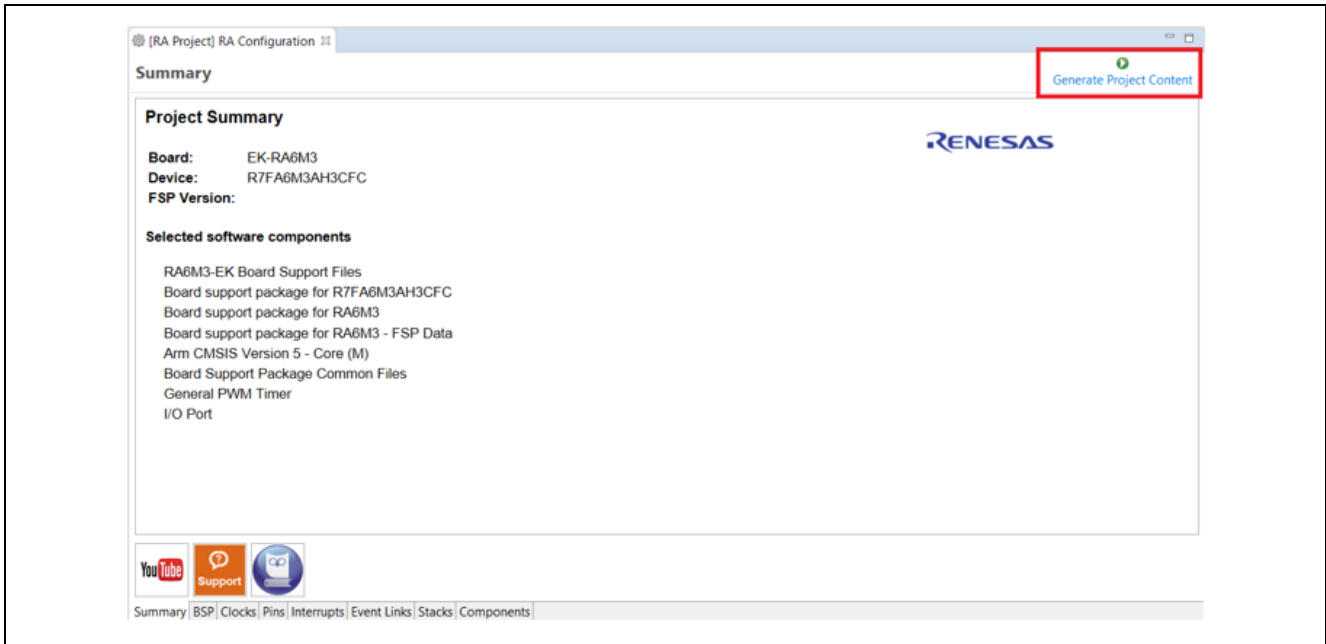 [RA Project] RA Configuration
Summary
Generate Project Content
Project Summary
RENESAS
Board: EK-RA6M3
Device: R7FA6M3AH3CFC
FSP Version:
Selected software components
RA6M3-EK Board Support Files
Board support package for R7FA6M3AH3CFC
Board support package for RA6M3
Board support package for RA6M3 - FSP Data
Arm CMSIS Version 5 - Core (M)
Board Support Package Common Files
General PWM Timer
I/O Port
YouTube
Support
Summary BSP Clocks Pins Interrupts Event Links Stacks Components